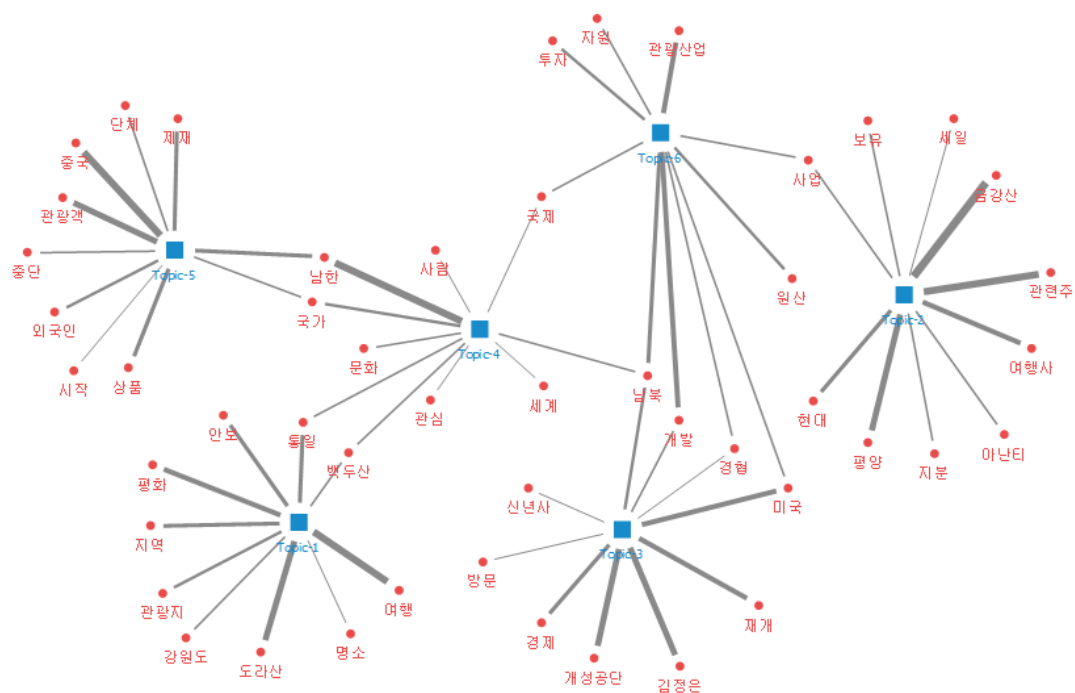 자원
관광산업
투자
단체
제재
보유
세일
중국
Topic-6
사업
금강산
관광객
국제
중단
Topic-5
남한
사람
원산
관련주
외국인
국가
Topic-2
시작
상품
문화
Topic-4
여행사
관심
세계
남북
현대
안보
통일
개발
평양
지분
아난티
백두산
경협
평화
신년사
미국
지역
Topic-1
Topic-3
관광지
여행
방문
강원도
도라산
명소
경제
개성공단
김정은
재개